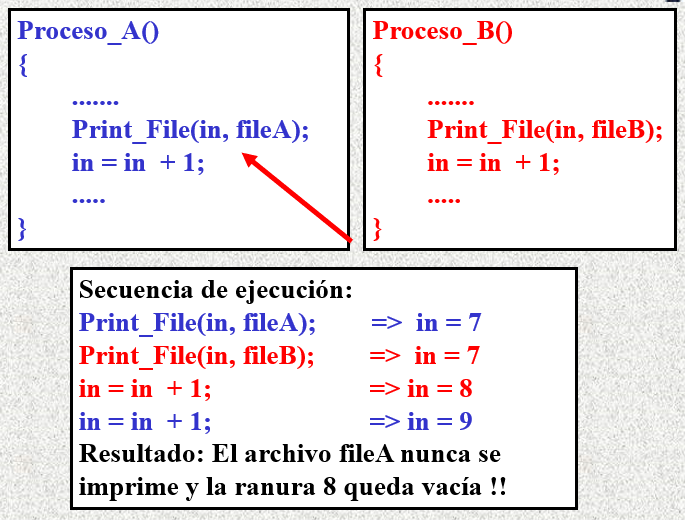 Proceso_A()
{
.......
Print_File(in, fileA);
in = in + 1;
.....
}
Proceso_B()
{
.......
Print_File(in, fileB);
in = in + 1;
.....
}
Secuencia de ejecución:
Print_File(in, fileA); => in = 7
Print_File(in, fileB); => in = 7
in = in + 1; => in = 8
in = in + 1; => in = 9
Resultado: El archivo fileA nunca se
imprime y la ranura 8 queda vacía !!